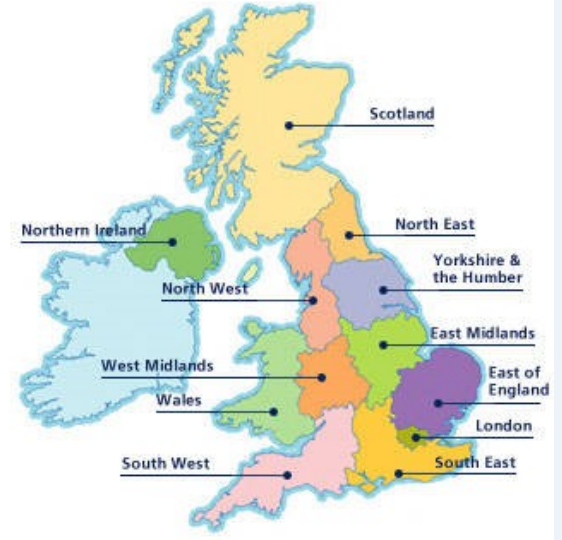 Scotland
Northern Ireland
North East
Yorkshire &
the Humber
North West
East Midlands
West Midlands
East of
England
Wales
London
South West
South East